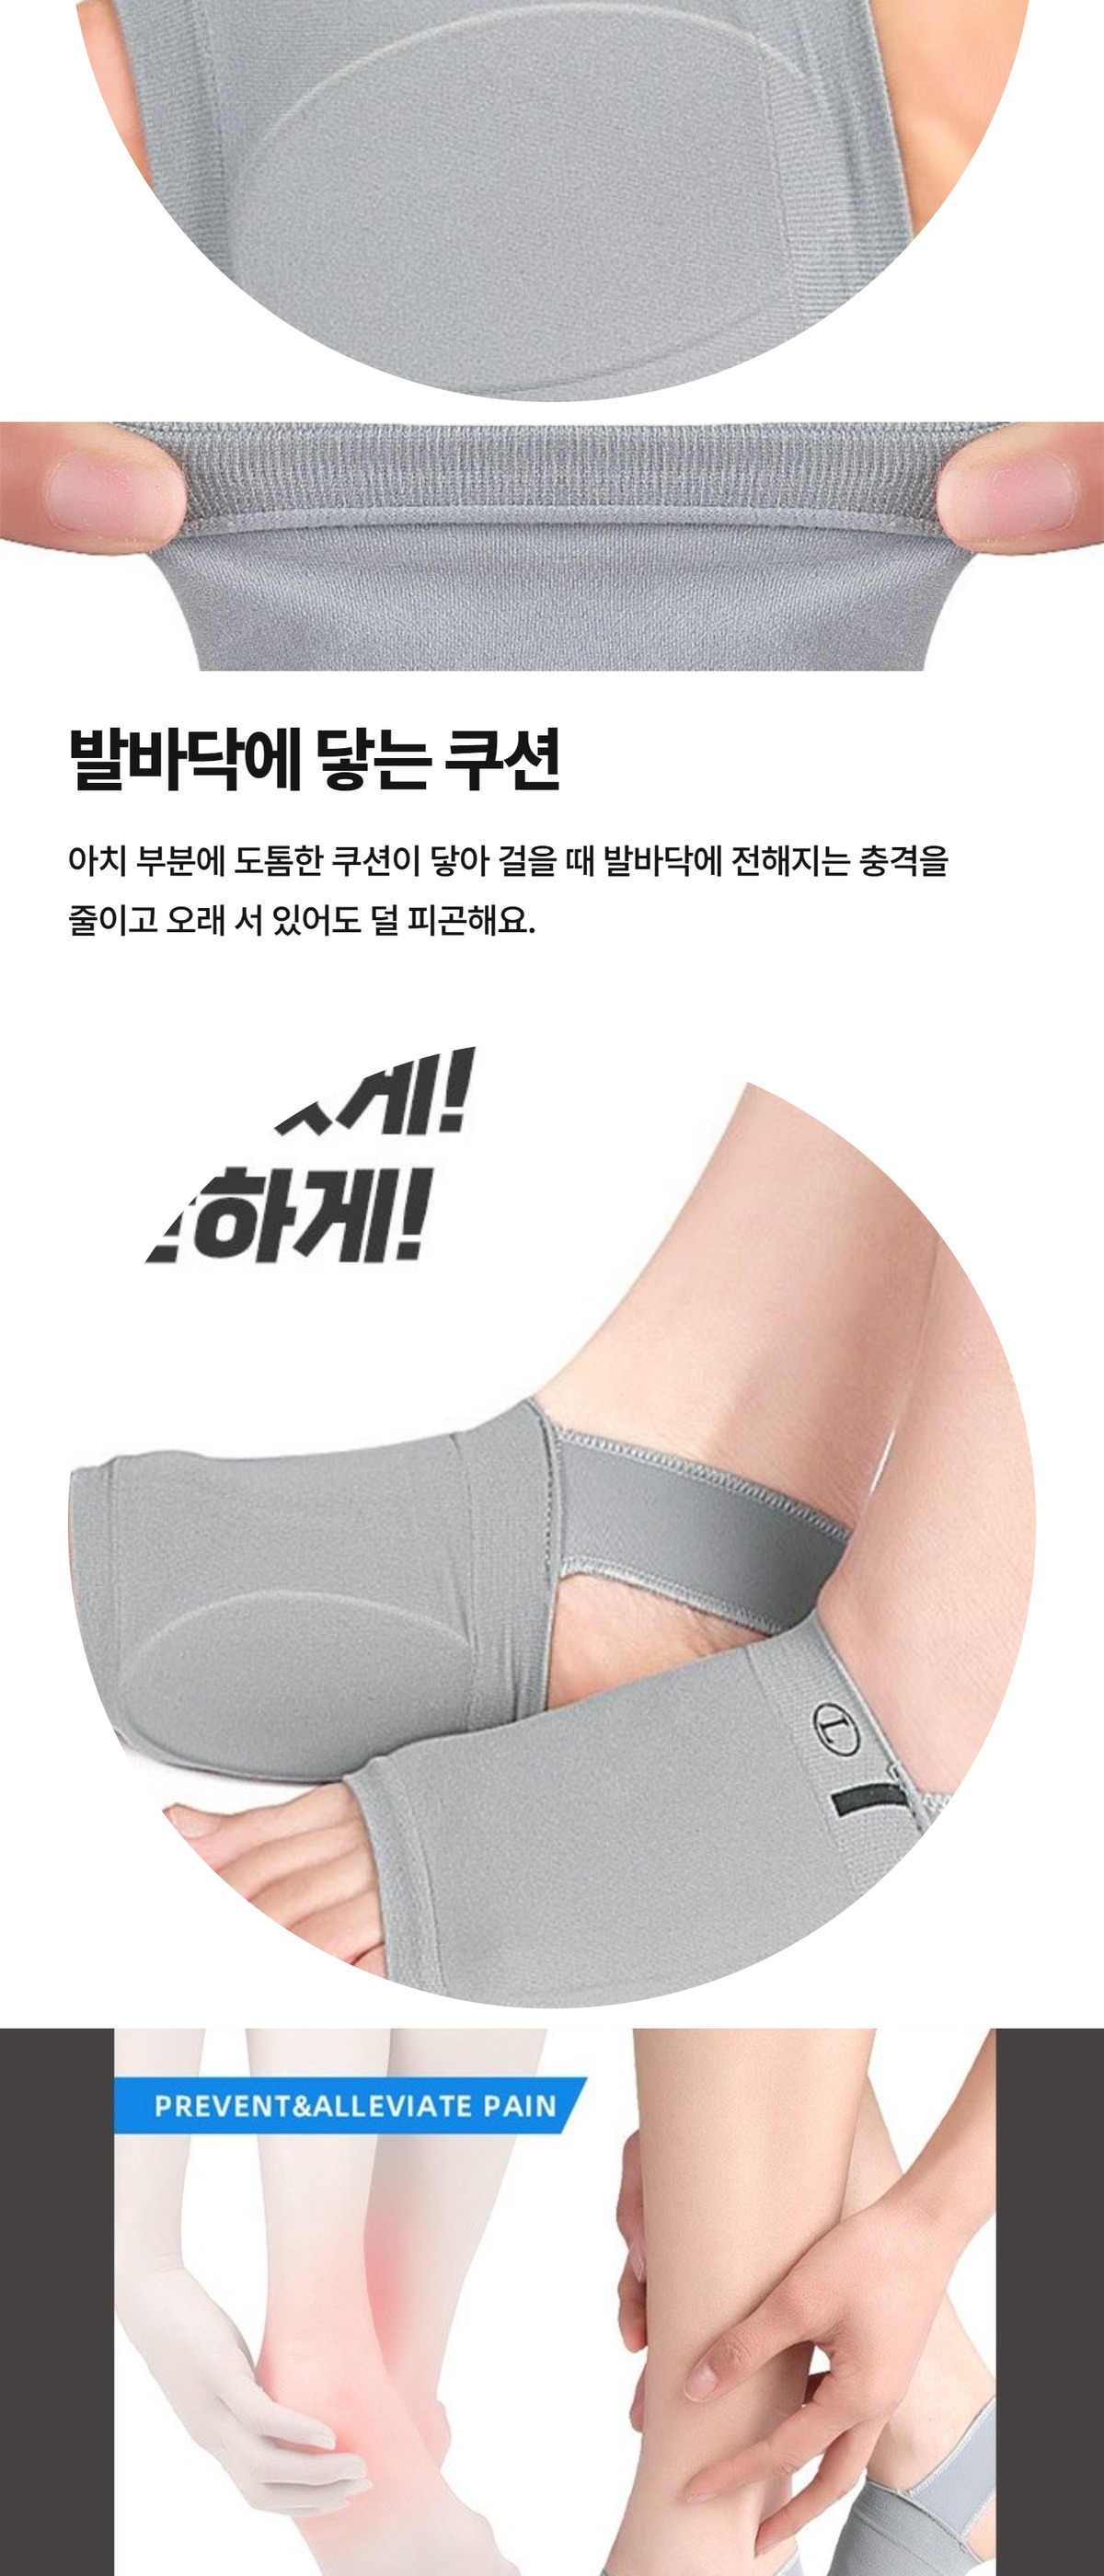 발바닥에 닿는 쿠션
아치 부분에 도톰한 쿠션이 닿아 걸을 때 발바닥에 전해지는 충격을
줄이고 오래 서 있어도 덜 피곤해요.
게!
하게!
L
PREVENT&ALLEVIATE PAIN